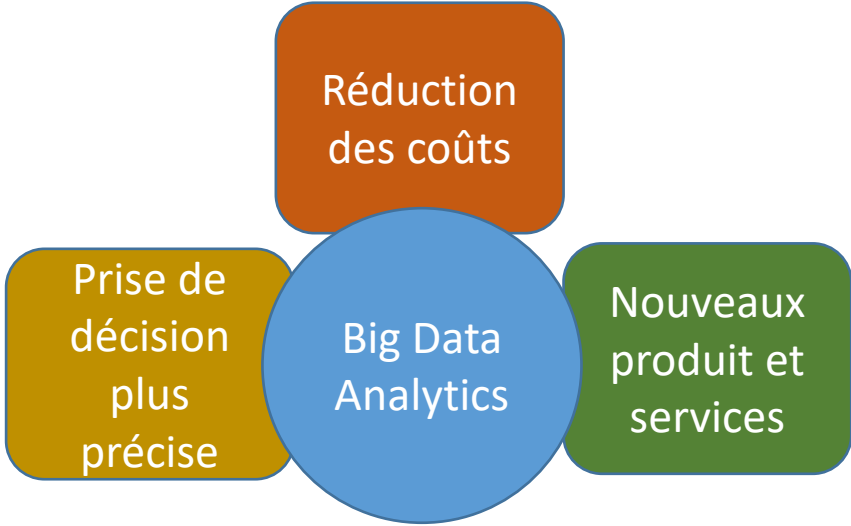 Réduction
des coûts
Prise de
décision
plus
précise
Big Data
Analytics
Nouveaux
produit et
services